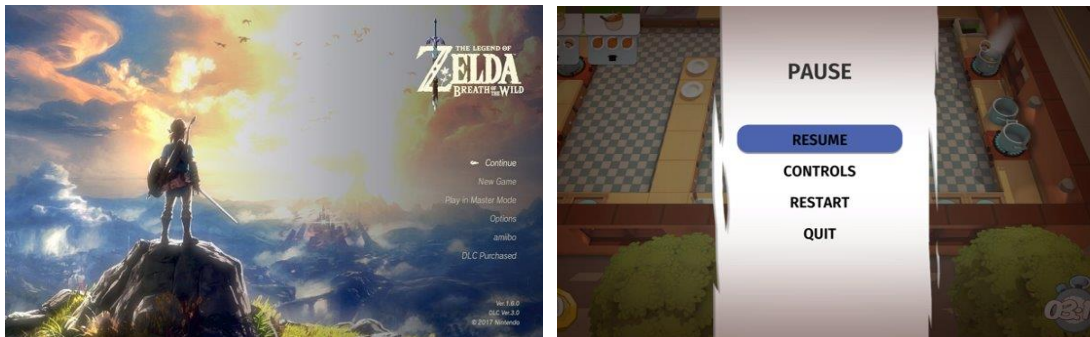 THE LEGEND OF
ZELDA
BREATH OF THE WILD
Continue
New Game
Play in Master Mode
Options
amiibo
DLC Purchased
Ver.1.6.0
DLC Ver.3.0
© 2017 Nintendo
PAUSE
RESUME
CONTROLS
RESTART
QUIT